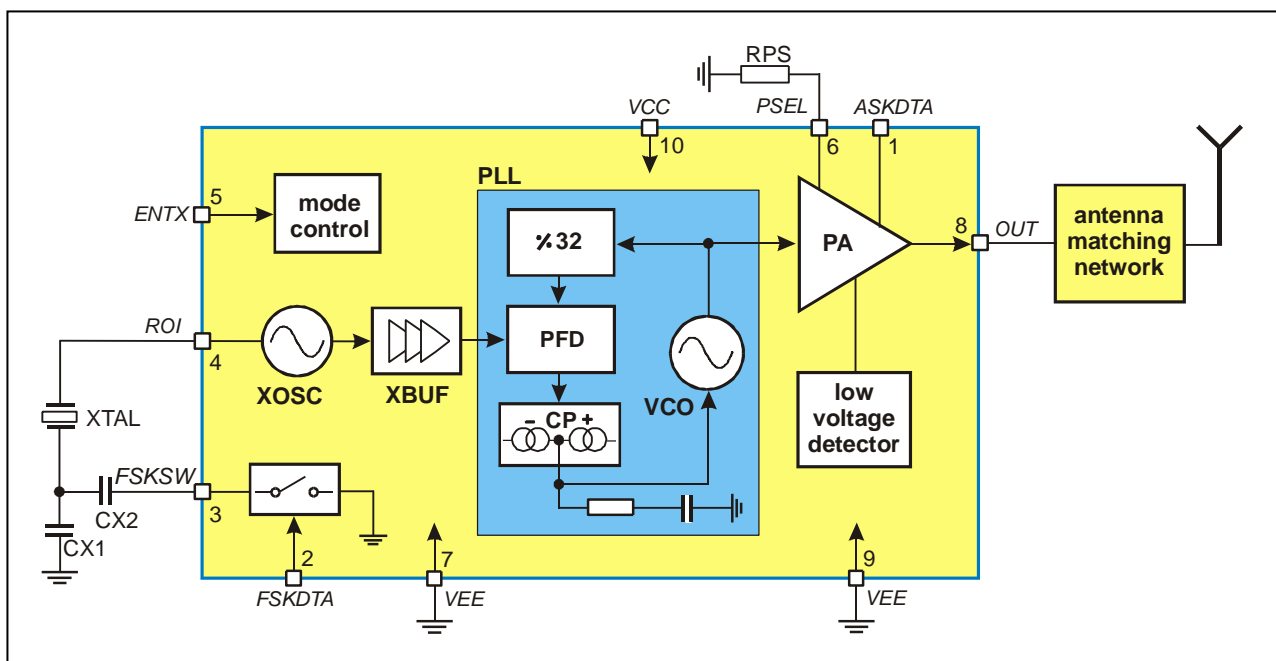 RPS
VCC
PSEL
ASKDTA
10
6
1
PLL
5
ENTX
mode
control
⁒32
PA
8
OUT
antenna
matching
network
ROI
4
XOSC
XBUF
PFD
VCO
low
voltage
detector
- CP +
XTAL
FSKSW
3
CX2
CX1
2
7
9
FSKDTA
VEE
VEE